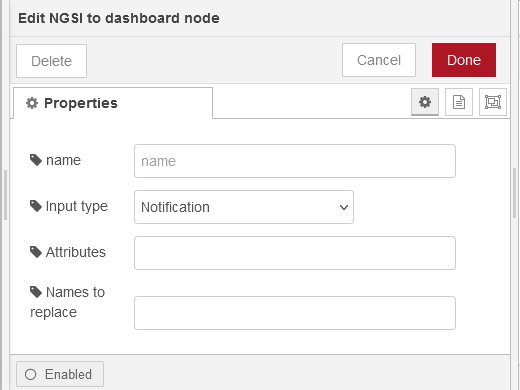 Edit NGSI to dashboard node
Delete
Cancel
Done
Properties
name
name
Input type
Notification
Attributes
Names to
replace
Enabled